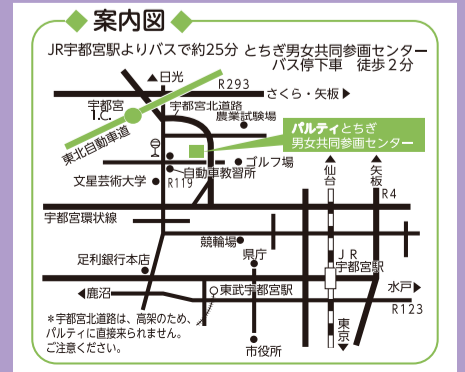 案内図
JR宇都宮駅よりバスで約25分 とちぎ男女共同参画センター
バス停下車 徒歩2分
▲日光
R293
さくら・矢板▶
宇都宮
I.C.
宇都宮北道路
農業試験場
東北自動車道
パルティとちぎ
男女共同参画センター
ゴルフ場
自動車教習所
文星芸術大学
R119
▲仙台
▲矢板
R4
宇都宮環状線
競輪場
県庁
JR
宇都宮駅
足利銀行本店
◀鹿沼
東武宇都宮駅
水戸▶
R123
＊宇都宮北道路は、高架のため、
パルティに直接来られません。
ご注意ください。
市役所
東京▼